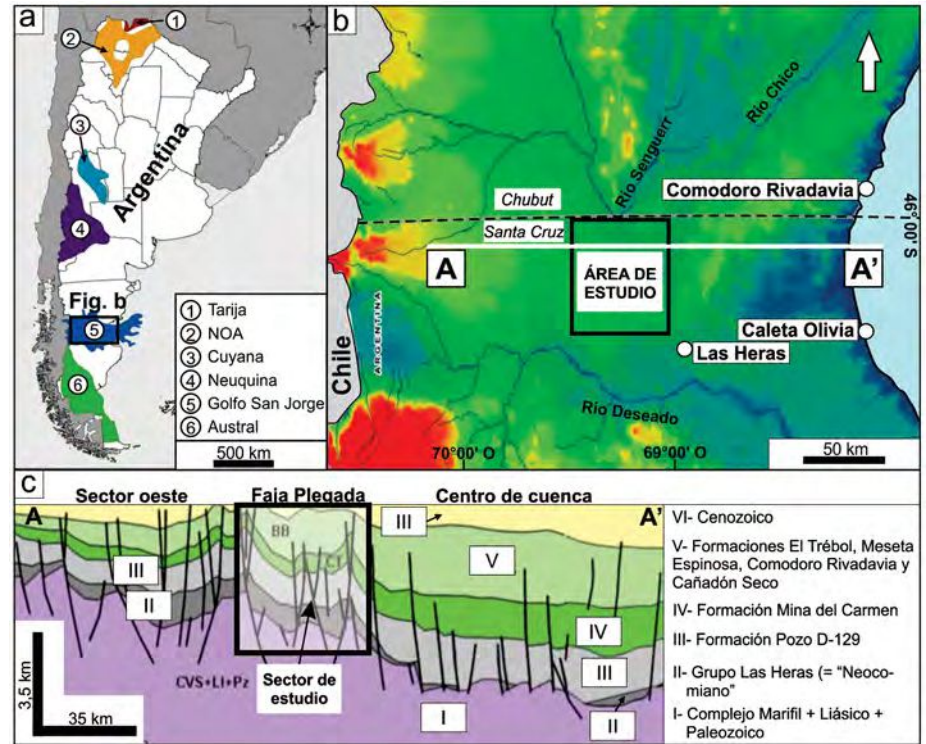 a
1
2
3
Argentina
4
Fig. b
5
6
1 Tarija
2 NOA
3 Cuyana
4 Neuquina
5 Golfo San Jorge
6 Austral
500 km
b
Río Senguerr
Río Chico
Comodoro Rivadavia
Chubut
Santa Cruz
46°00' S
A
A'
ÁREA DE
ESTUDIO
ARGENTINA
Chile
Caleta Olivia
Las Heras
Río Deseado
70°00' O
69°00' O
50 km
c
Sector oeste
Faja Plegada
Centro de cuenca
A
A'
BB
CI
III
II
III
V
IV
III
II
I
CVS+LI+Pz
Sector de
estudio
3,5 km
35 km
VI- Cenozoico
V- Formaciones El Trébol, Meseta
Espinosa, Comodoro Rivadavia y
Cañadón Seco
IV- Formación Mina del Carmen
III- Formación Pozo D-129
II- Grupo Las Heras (= "Neoco-
miano"
I- Complejo Marifil + Liásico +
Paleozoico